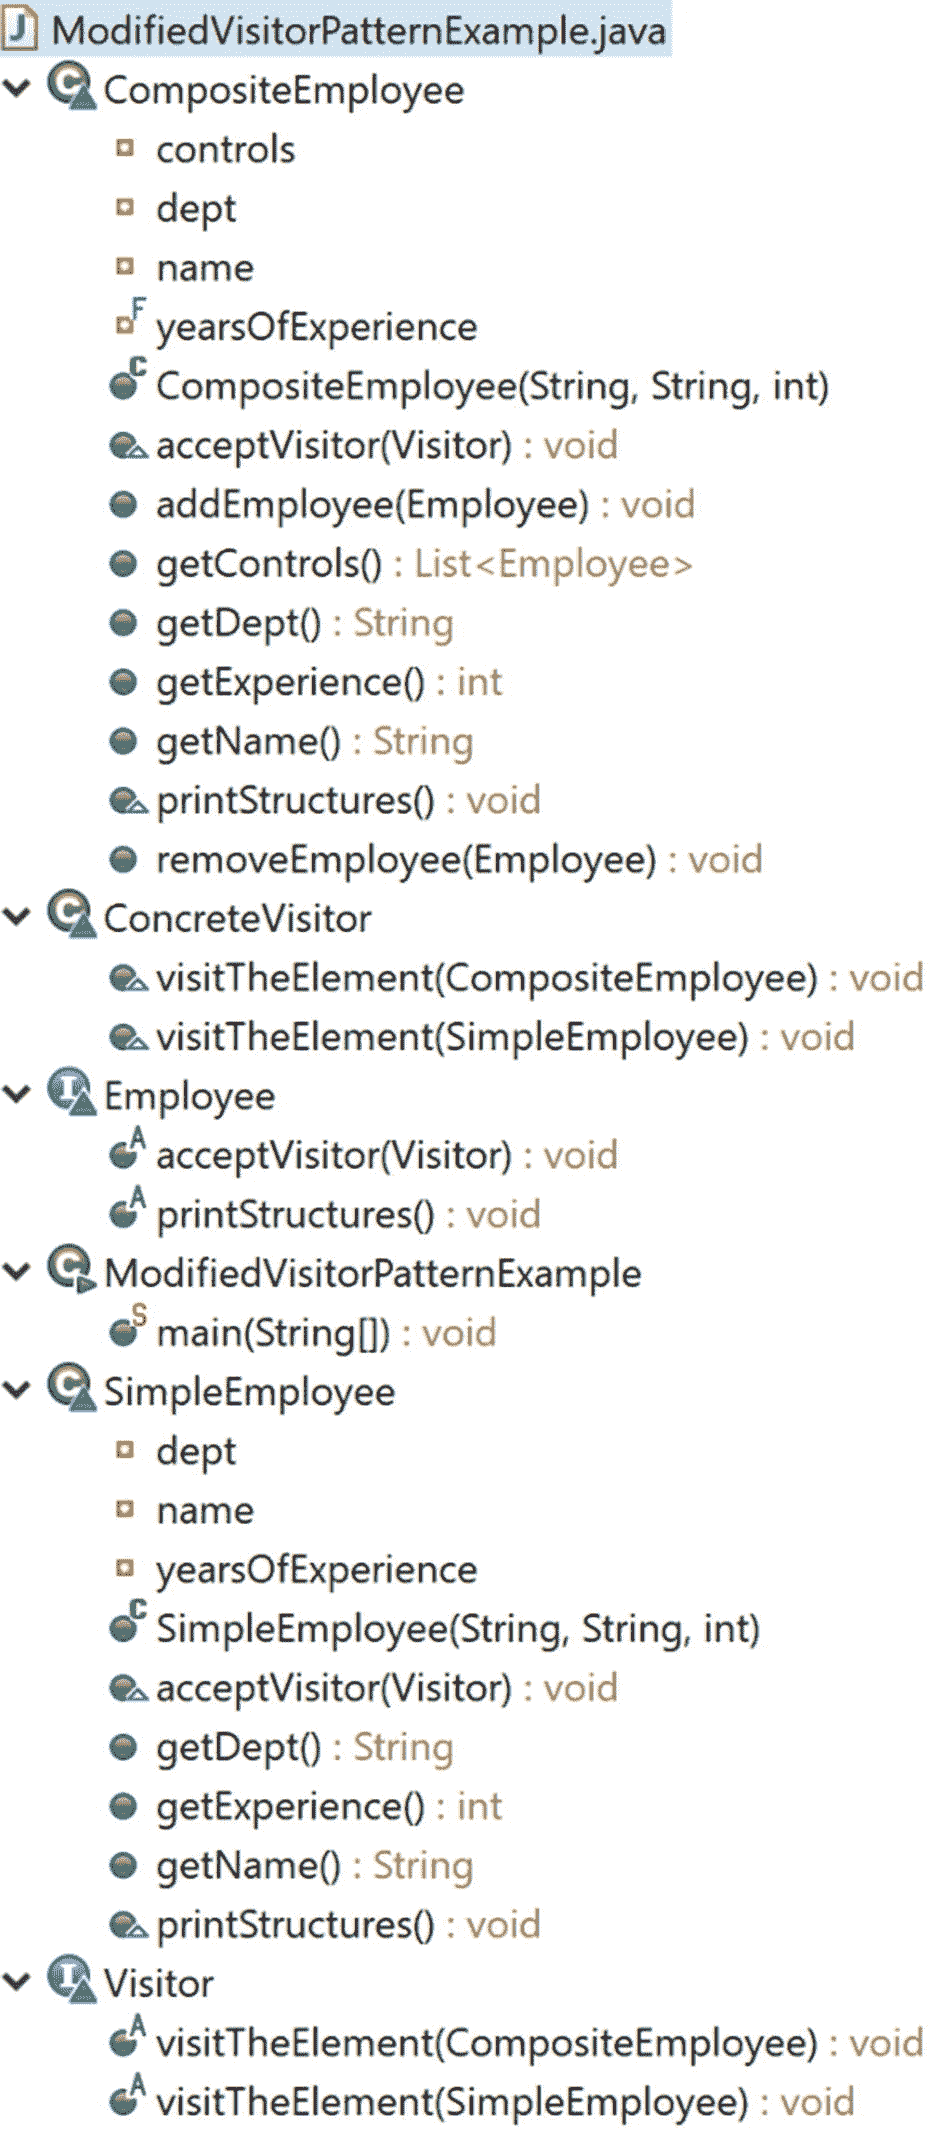 ModifiedVisitorPatternExample.java
CompositeEmployee
controls
dept
name
yearsOfExperience
CompositeEmployee(String, String, int)
acceptVisitor(Visitor) : void
addEmployee(Employee) : void
getControls() : List<Employee>
getDept() : String
getExperience() : int
getName() : String
printStructures() : void
removeEmployee(Employee) : void
ConcreteVisitor
visitTheElement(CompositeEmployee) : void
visitTheElement(SimpleEmployee) : void
Employee
acceptVisitor(Visitor) : void
printStructures() : void
ModifiedVisitorPatternExample
main(String[]) : void
SimpleEmployee
dept
name
yearsOfExperience
SimpleEmployee(String, String, int)
acceptVisitor(Visitor) : void
getDept() : String
getExperience() : int
getName() : String
printStructures() : void
Visitor
visitTheElement(CompositeEmployee) : void
visitTheElement(SimpleEmployee) : void